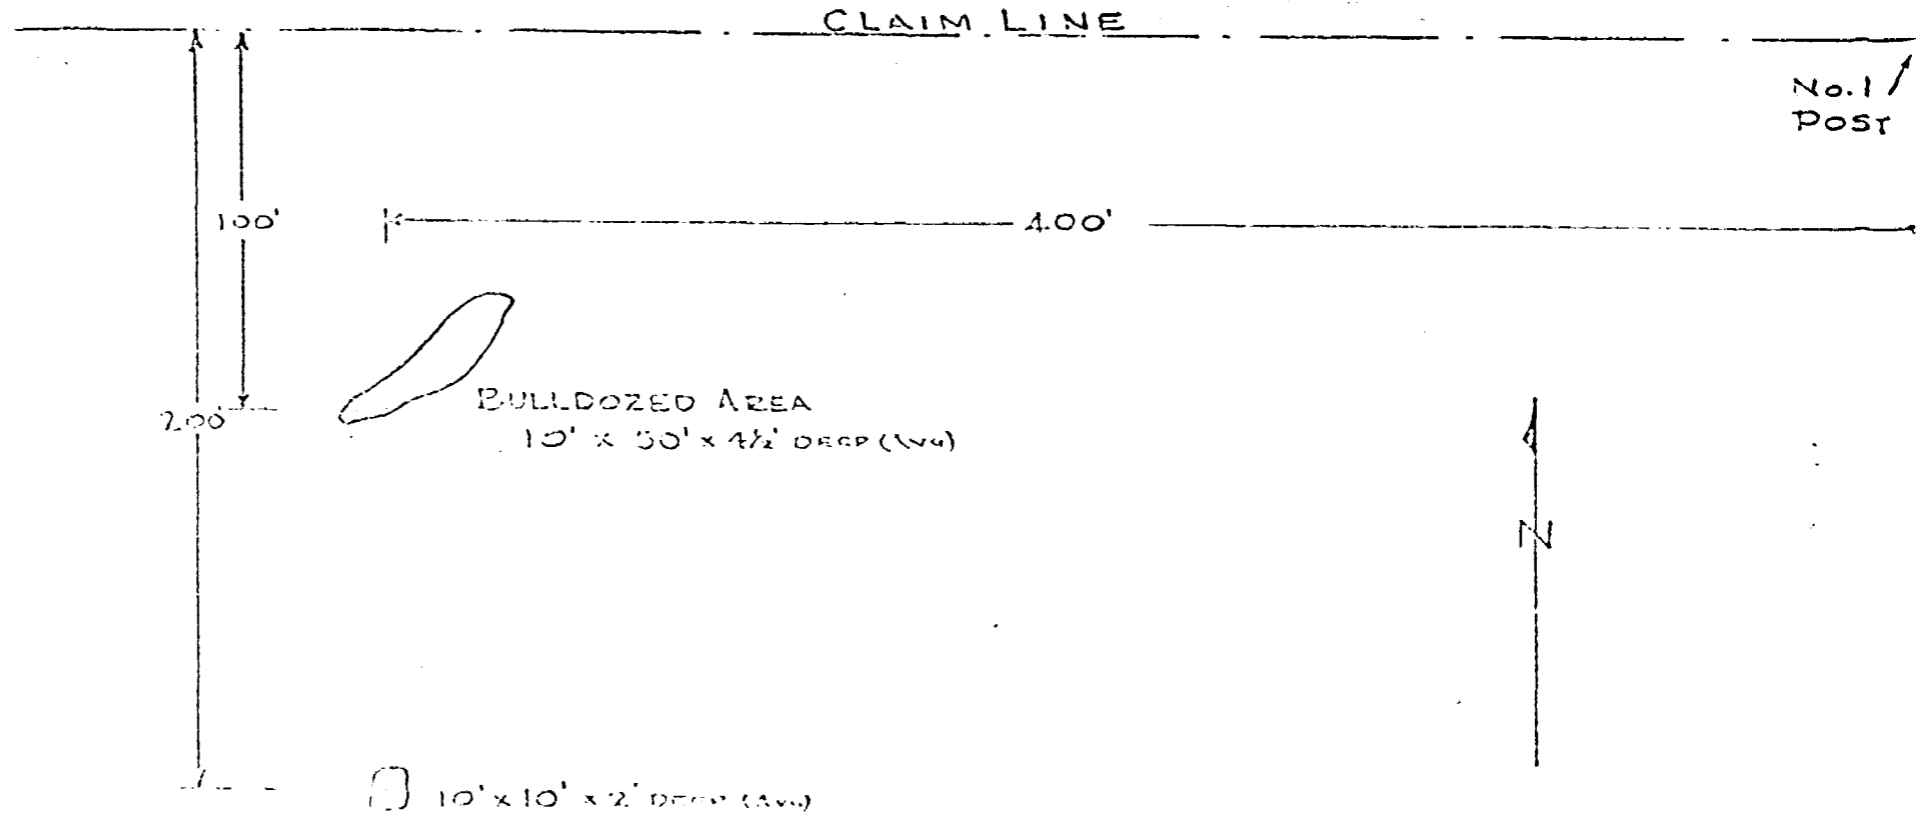 CLAIM LINE
No. 1
POST
100'
400'
200'
BULLDOZED AREA
10' x 50' x 4½' DEEP (AVG)
N
10' x 10' x 2' DEEP (AVG)